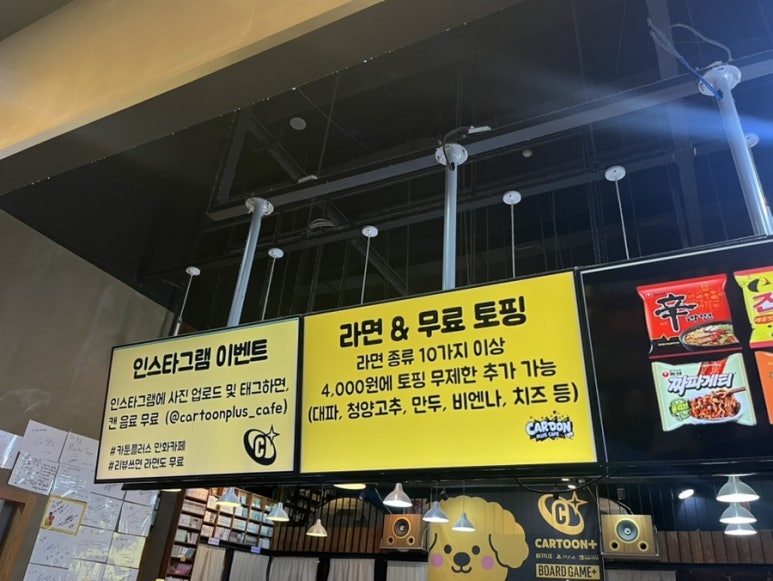 인스타그램 이벤트
인스타그램에 사진 업로드 및 태그하면,
캔 음료 무료 (@cartoonplus_cafe)
#카툰플러스 만화카페
#리뷰쓰면 라면도 무료
라면 & 무료 토핑
라면 종류 10가지 이상
4,000원에 토핑 무제한 추가 가능
(대파, 청양고추, 만두, 비엔나, 치즈 등)
CARTOON
PLUS CAFE
辛
라면
짜파게티
CARTOON+
NETFLIX
BOARD GAME+